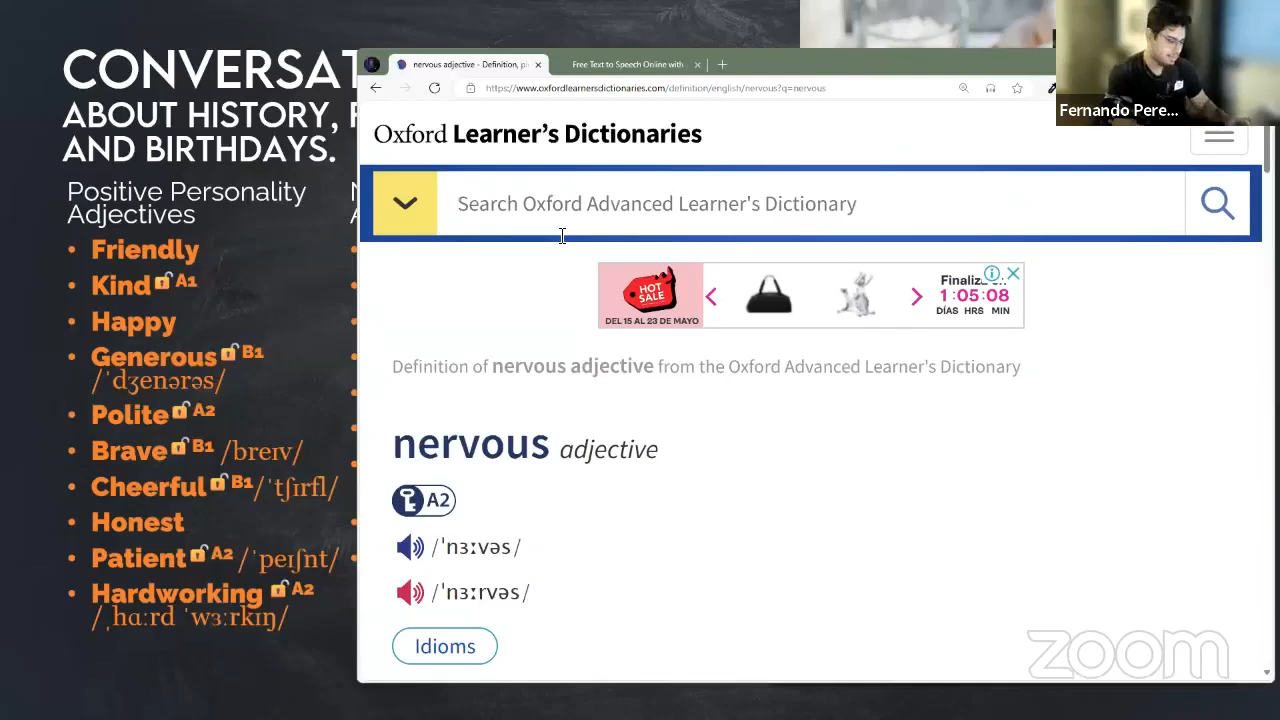 CONVERSAT
ABOUT HISTORY, F
AND BIRTHDAYS.
Positive Personality
Adjectives
• Friendly
• Kind A1
• Happy
• Generous B1
/ˈdʒenərəs/
• Polite A2
• Brave B1 /breɪv/
• Cheerful B1 /ˈtʃɪrfl/
• Honest
• Patient A2 /ˈpeɪʃnt/
• Hardworking A2
/ˌhɑːrd ˈwɜːrkɪŋ/
nervous adjective - Definition, pi
Free Text to Speech Online with
https://www.oxfordlearnersdictionaries.com/definition/english/nervous?q=nervous
Oxford Learner's Dictionaries
Search Oxford Advanced Learner's Dictionary
HOT
SALE
DEL 15 AL 23 DE MAYO
1:05:08
DÍAS HRS MIN
Definition of nervous adjective from the Oxford Advanced Learner's Dictionary
nervous adjective
A2
/ˈnɜːvəs/
/ˈnɜːrvəs/
Idioms
Fernando Pere...
zoom